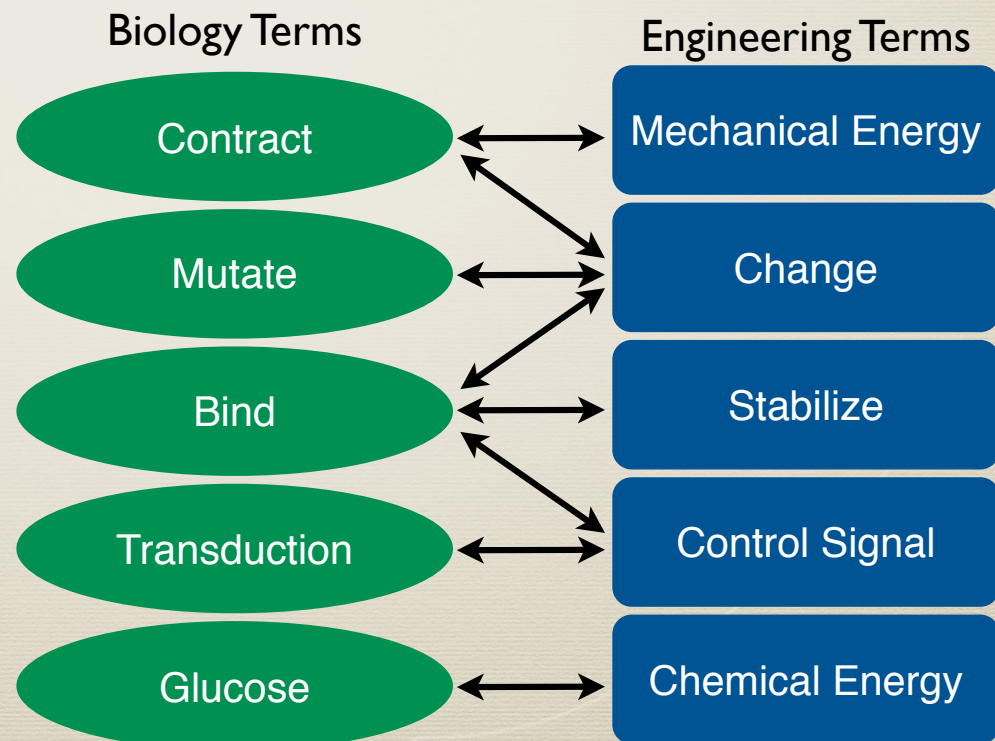 Biology Terms
Engineering Terms
Contract
Mechanical Energy
Mutate
Change
Bind
Stabilize
Transduction
Control Signal
Glucose
Chemical Energy